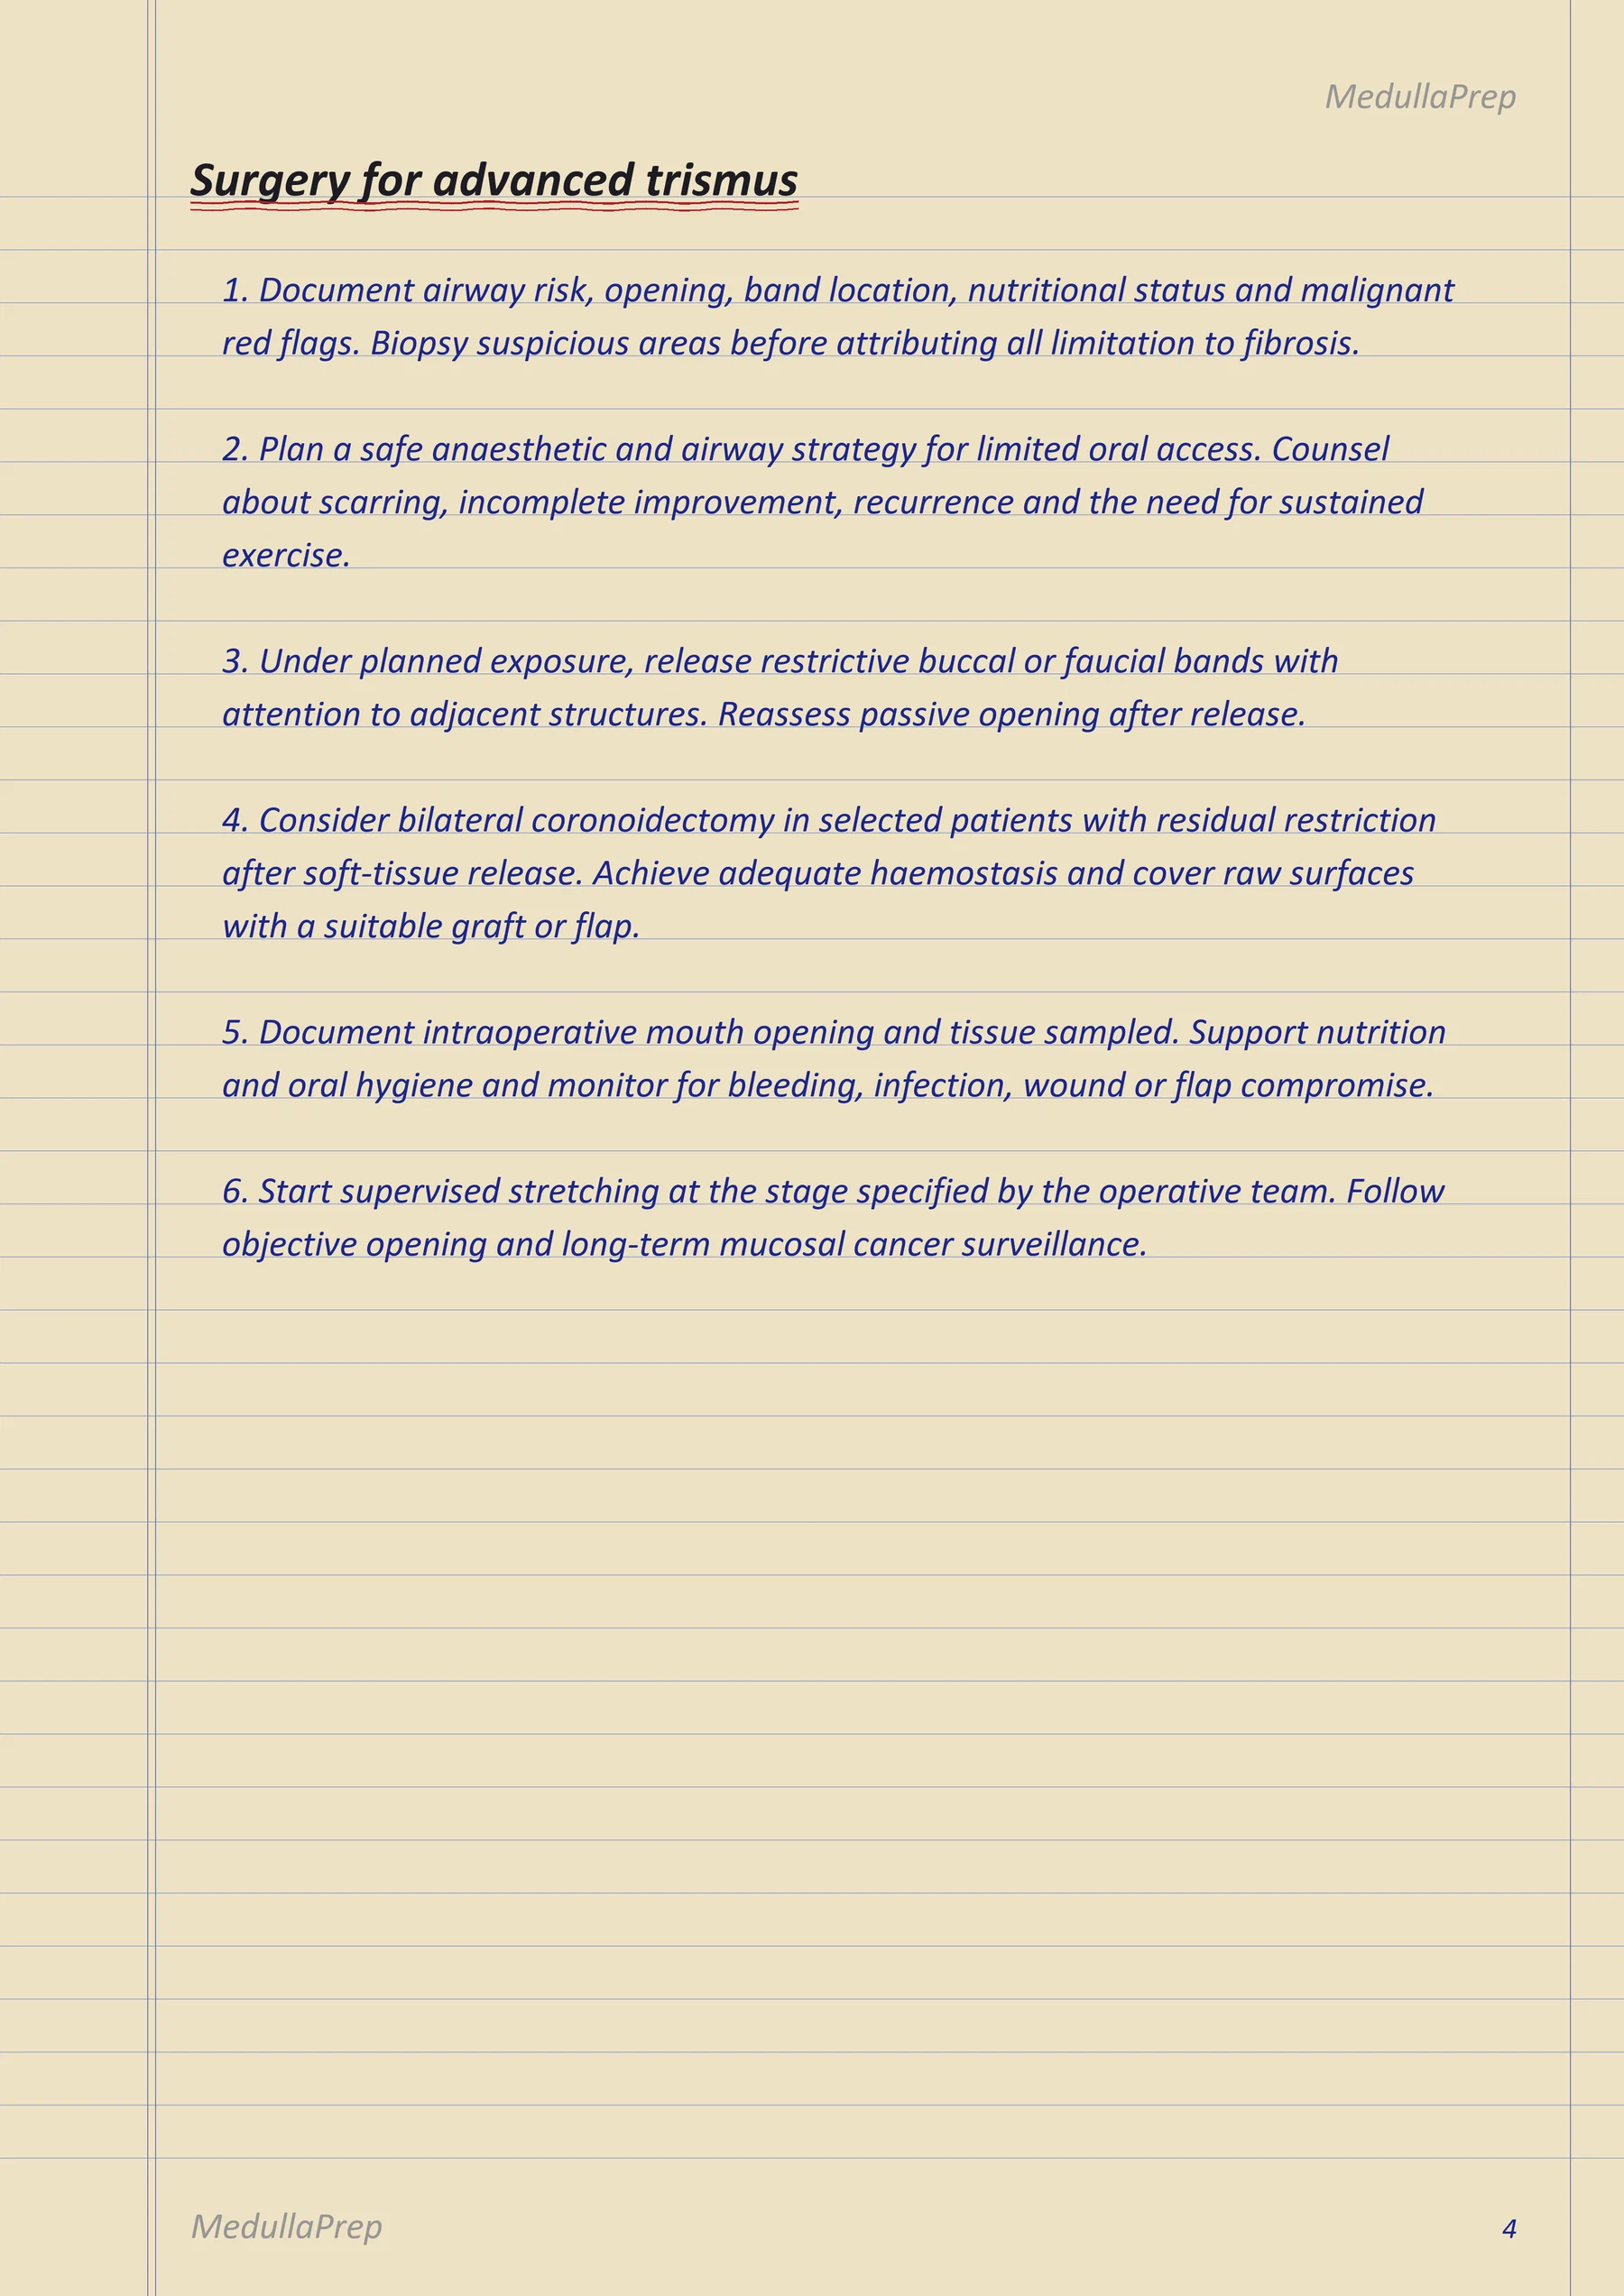 MedullaPrep
Surgery for advanced trismus
1. Document airway risk, opening, band location, nutritional status and malignant
red flags. Biopsy suspicious areas before attributing all limitation to fibrosis.
2. Plan a safe anaesthetic and airway strategy for limited oral access. Counsel
about scarring, incomplete improvement, recurrence and the need for sustained
exercise.
3. Under planned exposure, release restrictive buccal or faucial bands with
attention to adjacent structures. Reassess passive opening after release.
4. Consider bilateral coronoidectomy in selected patients with residual restriction
after soft-tissue release. Achieve adequate haemostasis and cover raw surfaces
with a suitable graft or flap.
5. Document intraoperative mouth opening and tissue sampled. Support nutrition
and oral hygiene and monitor for bleeding, infection, wound or flap compromise.
6. Start supervised stretching at the stage specified by the operative team. Follow
objective opening and long-term mucosal cancer surveillance.
MedullaPrep
4